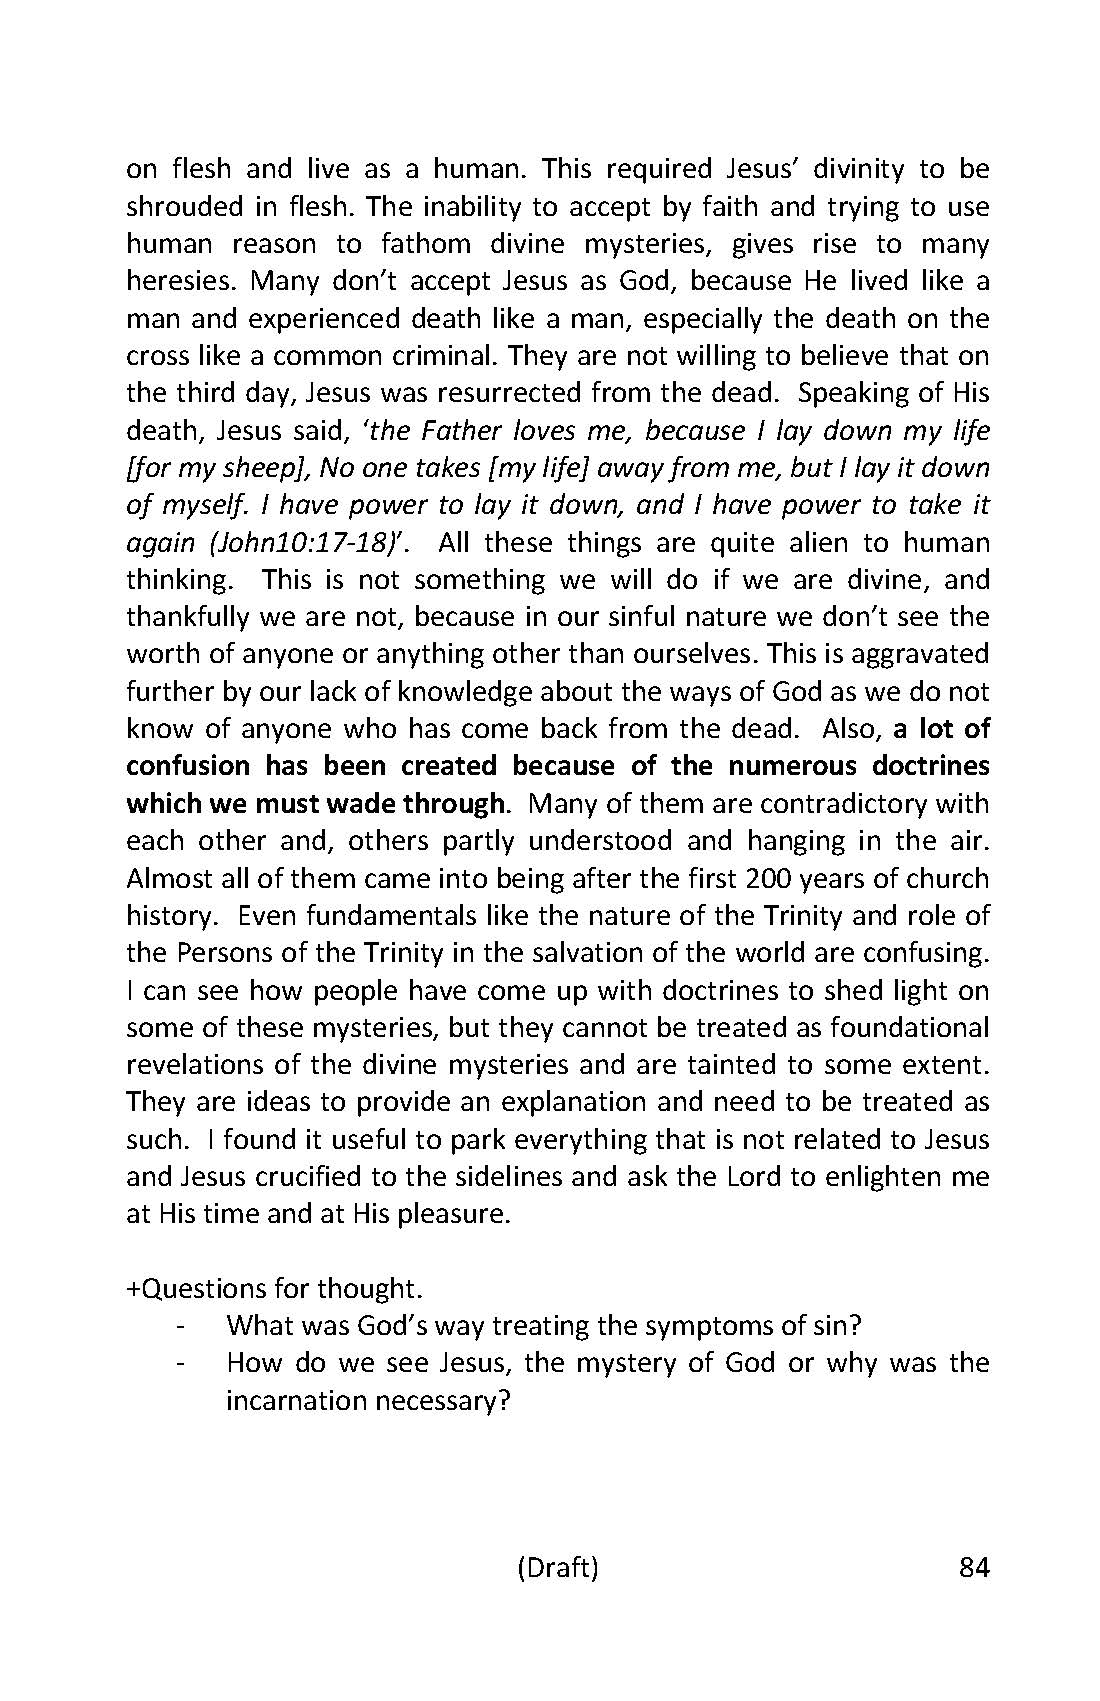 on flesh and live as a human. This required Jesus’ divinity to be
shrouded in flesh. The inability to accept by faith and trying to use
human reason to fathom divine mysteries, gives rise to many
heresies. Many don’t accept Jesus as God, because He lived like a
man and experienced death like a man, especially the death on the
cross like a common criminal. They are not willing to believe that on
the third day, Jesus was resurrected from the dead. Speaking of His
death, Jesus said, ‘the Father loves me, because I lay down my life
[for my sheep], No one takes [my life] away from me, but I lay it down
of myself. I have power to lay it down, and I have power to take it
again (John10:17-18)’. All these things are quite alien to human
thinking. This is not something we will do if we are divine, and
thankfully we are not, because in our sinful nature we don’t see the
worth of anyone or anything other than ourselves. This is aggravated
further by our lack of knowledge about the ways of God as we do not
know of anyone who has come back from the dead. Also, a lot of
confusion has been created because of the numerous doctrines
which we must wade through. Many of them are contradictory with
each other and, others partly understood and hanging in the air.
Almost all of them came into being after the first 200 years of church
history. Even fundamentals like the nature of the Trinity and role of
the Persons of the Trinity in the salvation of the world are confusing.
I can see how people have come up with doctrines to shed light on
some of these mysteries, but they cannot be treated as foundational
revelations of the divine mysteries and are tainted to some extent.
They are ideas to provide an explanation and need to be treated as
such. I found it useful to park everything that is not related to Jesus
and Jesus crucified to the sidelines and ask the Lord to enlighten me
at His time and at His pleasure.
+Questions for thought.
- What was God’s way treating the symptoms of sin?
- How do we see Jesus, the mystery of God or why was the
incarnation necessary?
(Draft) 84